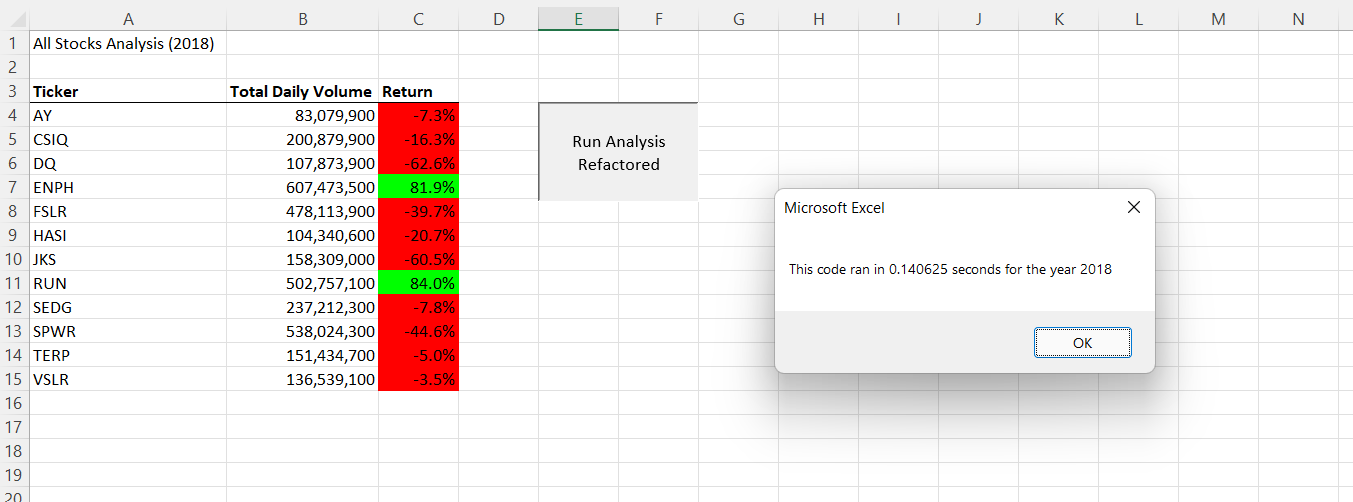 A B C D E F G H I J K L M N
1 All Stocks Analysis (2018)
2
3 Ticker Total Daily Volume Return
4 AY 83,079,900 -7.3%
5 CSIQ 200,879,900 -16.3%
6 DQ 107,873,900 -62.6%
7 ENPH 607,473,500 81.9%
8 FSLR 478,113,900 -39.7%
9 HASI 104,340,600 -20.7%
10 JKS 158,309,000 -60.5%
11 RUN 502,757,100 84.0%
12 SEDG 237,212,300 -7.8%
13 SPWR 538,024,300 -44.6%
14 TERP 151,434,700 -5.0%
15 VSLR 136,539,100 -3.5%
16
17
18
19
20
Run Analysis
Refactored
Microsoft Excel
This code ran in 0.140625 seconds for the year 2018
OK